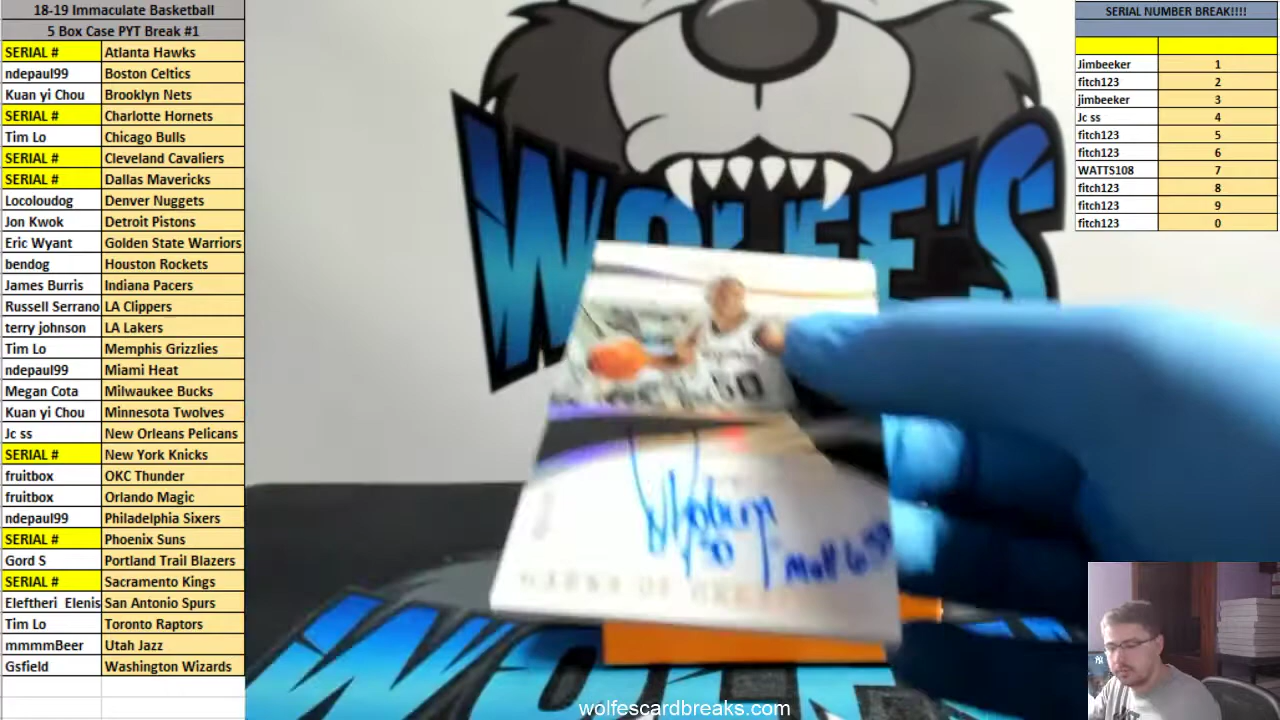 18-19 Immaculate Basketball
5 Box Case PYT Break #1
SERIAL # Atlanta Hawks
ndepaul99 Boston Celtics
Kuan yi Chou Brooklyn Nets
SERIAL # Charlotte Hornets
Tim Lo Chicago Bulls
SERIAL # Cleveland Cavaliers
SERIAL # Dallas Mavericks
Locoloudog Denver Nuggets
Jon Kwok Detroit Pistons
Eric Wyant Golden State Warriors
bendog Houston Rockets
James Burris Indiana Pacers
Russell Serrano LA Clippers
terry johnson LA Lakers
Tim Lo Memphis Grizzlies
ndepaul99 Miami Heat
Megan Cota Milwaukee Bucks
Kuan yi Chou Minnesota Twolves
Jc ss New Orleans Pelicans
SERIAL # New York Knicks
fruitbox OKC Thunder
fruitbox Orlando Magic
ndepaul99 Philadelphia Sixers
SERIAL # Phoenix Suns
Gord S Portland Trail Blazers
SERIAL # Sacramento Kings
Eleftheri Elenis San Antonio Spurs
Tim Lo Toronto Raptors
mmmmBeer Utah Jazz
Gsfield Washington Wizards
SERIAL NUMBER BREAK!!!!
Jimbeeker 1
fitch123 2
jimbeeker 3
Jc ss 4
fitch123 5
fitch123 6
WATTS108 7
fitch123 8
fitch123 9
fitch123 0
WOLFE'S
50
MARKS OF
WOLF
wolfescardbreaks.com